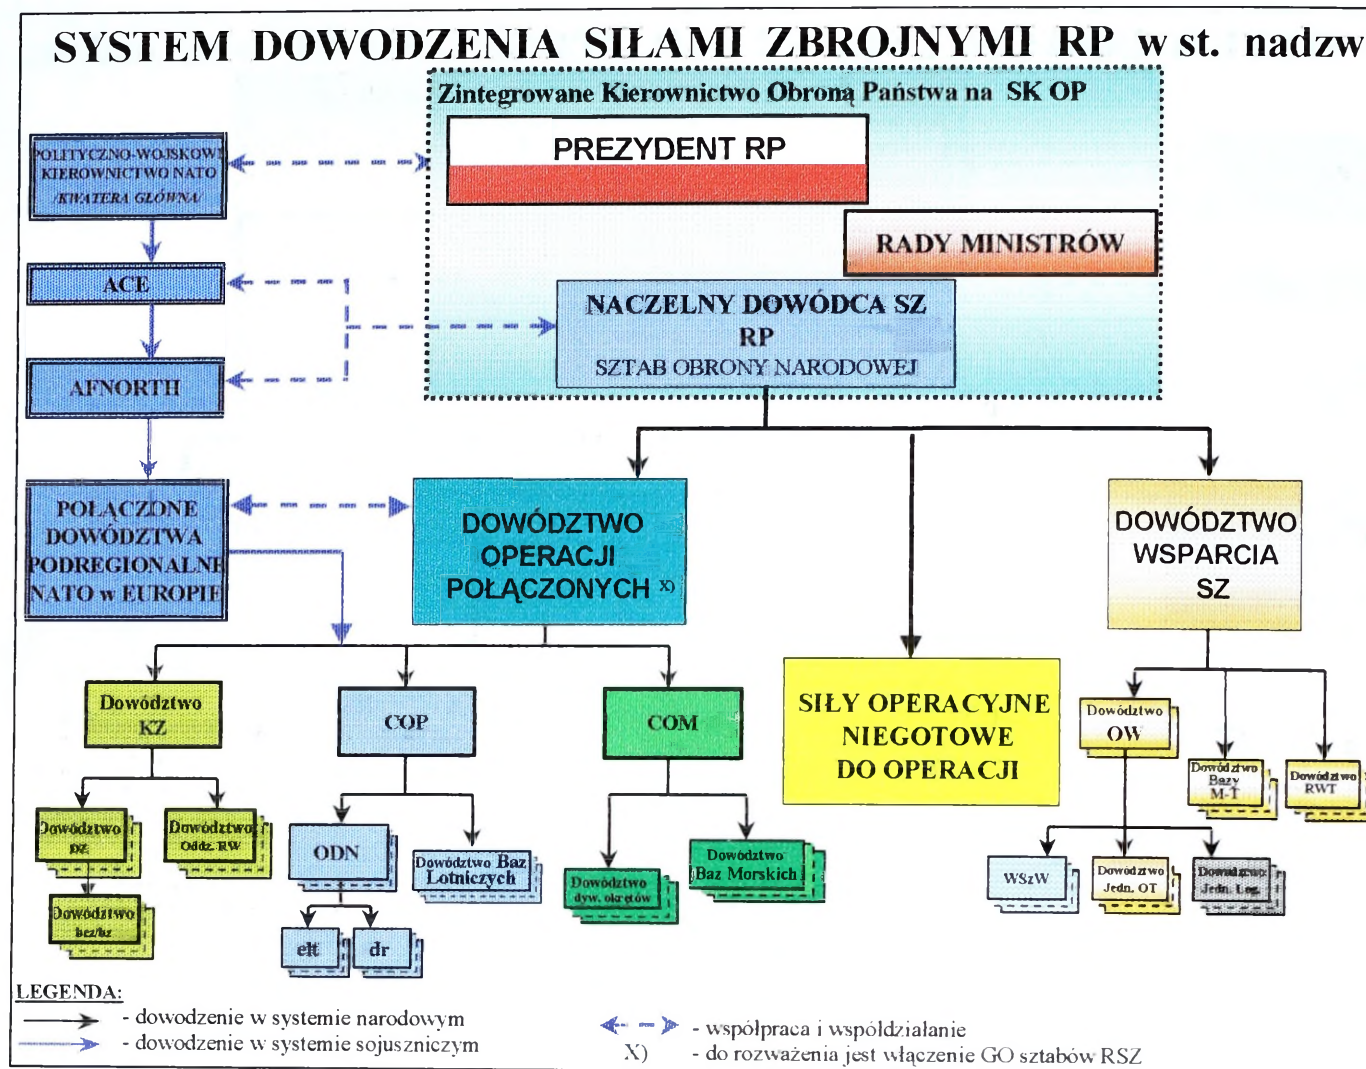 SYSTEM DOWODZENIA SIŁAMI ZBROJNYMI RP w st. nadzw
Zintegrowane Kierownictwo Obroną Państwa na SK OP
PREZYDENT RP
POLITYCZNO-WOJSKOWE
KIEROWNICTWO NATO
/KWATERA GŁÓWNA/
RADY MINISTRÓW
ACE
NACZELNY DOWÓDCA SZ
RP
SZTAB OBRONY NARODOWEJ
AFNORTH
POŁĄCZONE
DOWÓDZTWA
PODREGIONALNE
NATO w EUROPIE
DOWÓDZTWO
OPERACJI
POŁĄCZONYCH X)
DOWÓDZTWO
WSPARCIA
SZ
SIŁY OPERACYJNE
NIEGOTOWE
DO OPERACJI
Dowództwo
KZ
COP
COM
Dowództwo
OW
Dowództwo
Bazy
M-T
Dowództwo
RWT
Dowództwo
DZ
Dowództwo
Oddz. RW
ODN
Dowództwo Baz
Lotniczych
Dowództwo
dyw. okrętów
Dowództwo
Baz Morskich
WSzW
Dowództwo
Jedn. OT
Dowództwo
Jedn. Log.
Dowództwo
bcz/bz
elt
dr
LEGENDA:
- dowodzenie w systemie narodowym
- dowodzenie w systemie sojuszniczym
- współpraca i współdziałanie
X) - do rozważenia jest włączenie GO sztabów RSZ